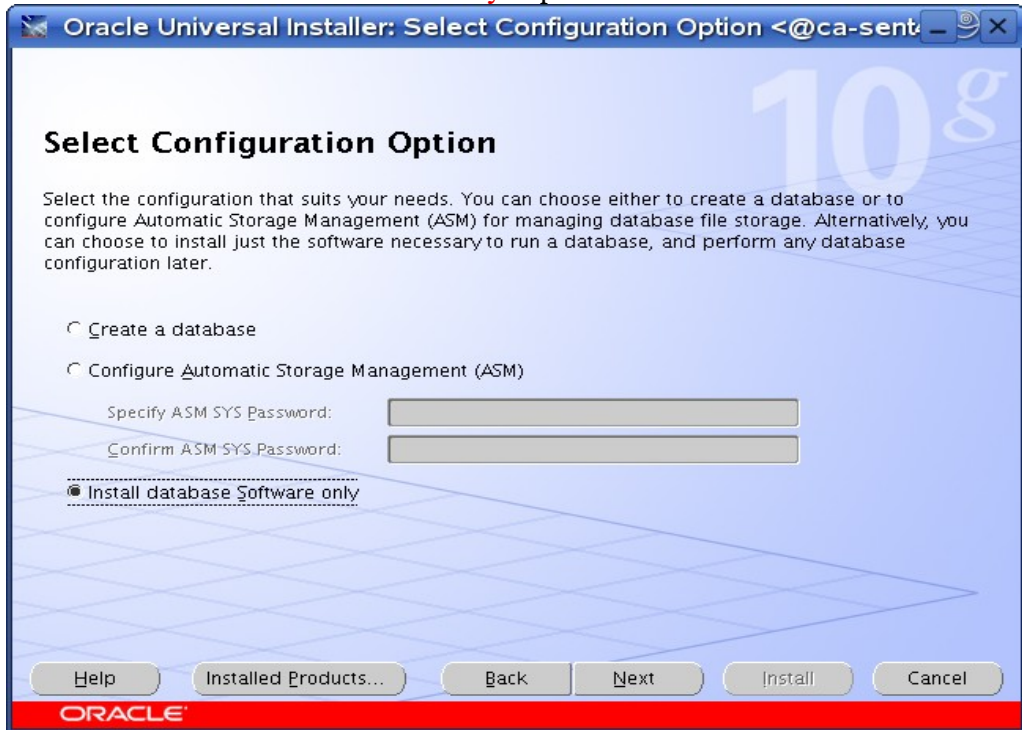 Oracle Universal Installer: Select Configuration Option <@ca-sent
10g
Select Configuration Option
Select the configuration that suits your needs. You can choose either to create a database or to
configure Automatic Storage Management (ASM) for managing database file storage. Alternatively, you
can choose to install just the software necessary to run a database, and perform any database
configuration later.
Create a database
Configure Automatic Storage Management (ASM)
Specify ASM SYS Password:
Confirm ASM SYS Password:
Install database Software only
Help Installed Products... Back Next Install Cancel
ORACLE